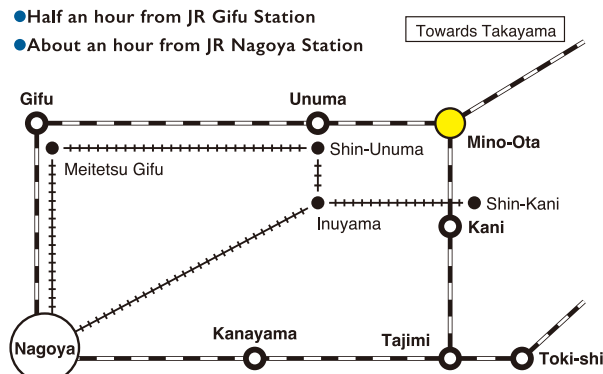 ●Half an hour from JR Gifu Station
●About an hour from JR Nagoya Station
Towards Takayama
Gifu
Unuma
Mino-Ota
Meitetsu Gifu
Shin-Unuma
Shin-Kani
Inuyama
Kani
Nagoya
Kanayama
Tajimi
Toki-shi